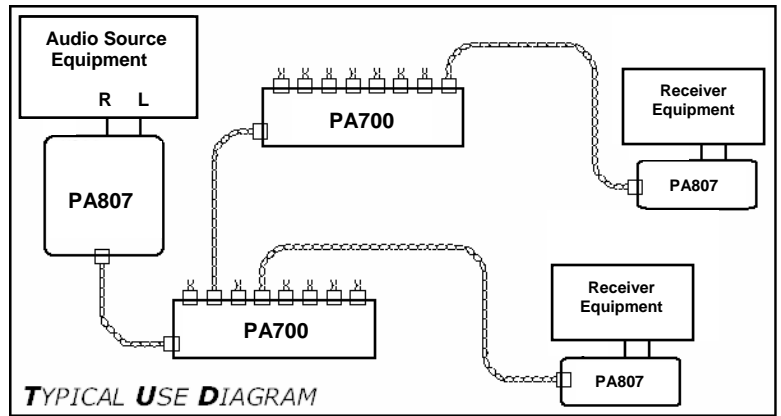 Audio Source
Equipment
R L
PA807
PA700
Receiver
Equipment
PA807
PA700
Receiver
Equipment
PA807
TYPICAL USE DIAGRAM